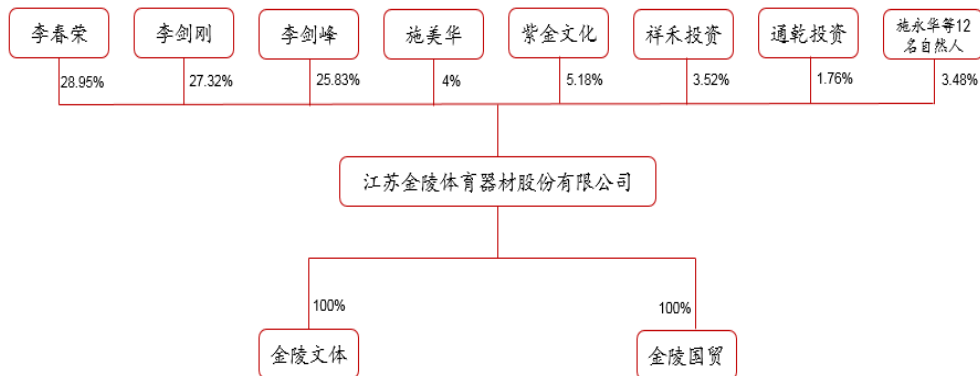 李春荣
李剑刚
李剑峰
施美华
紫金文化
祥禾投资
通乾投资
施永华等12
名自然人
28.95%
27.32%
25.83%
4%
5.18%
3.52%
1.76%
3.48%
江苏金陵体育器材股份有限公司
100%
100%
金陵文体
金陵国贸